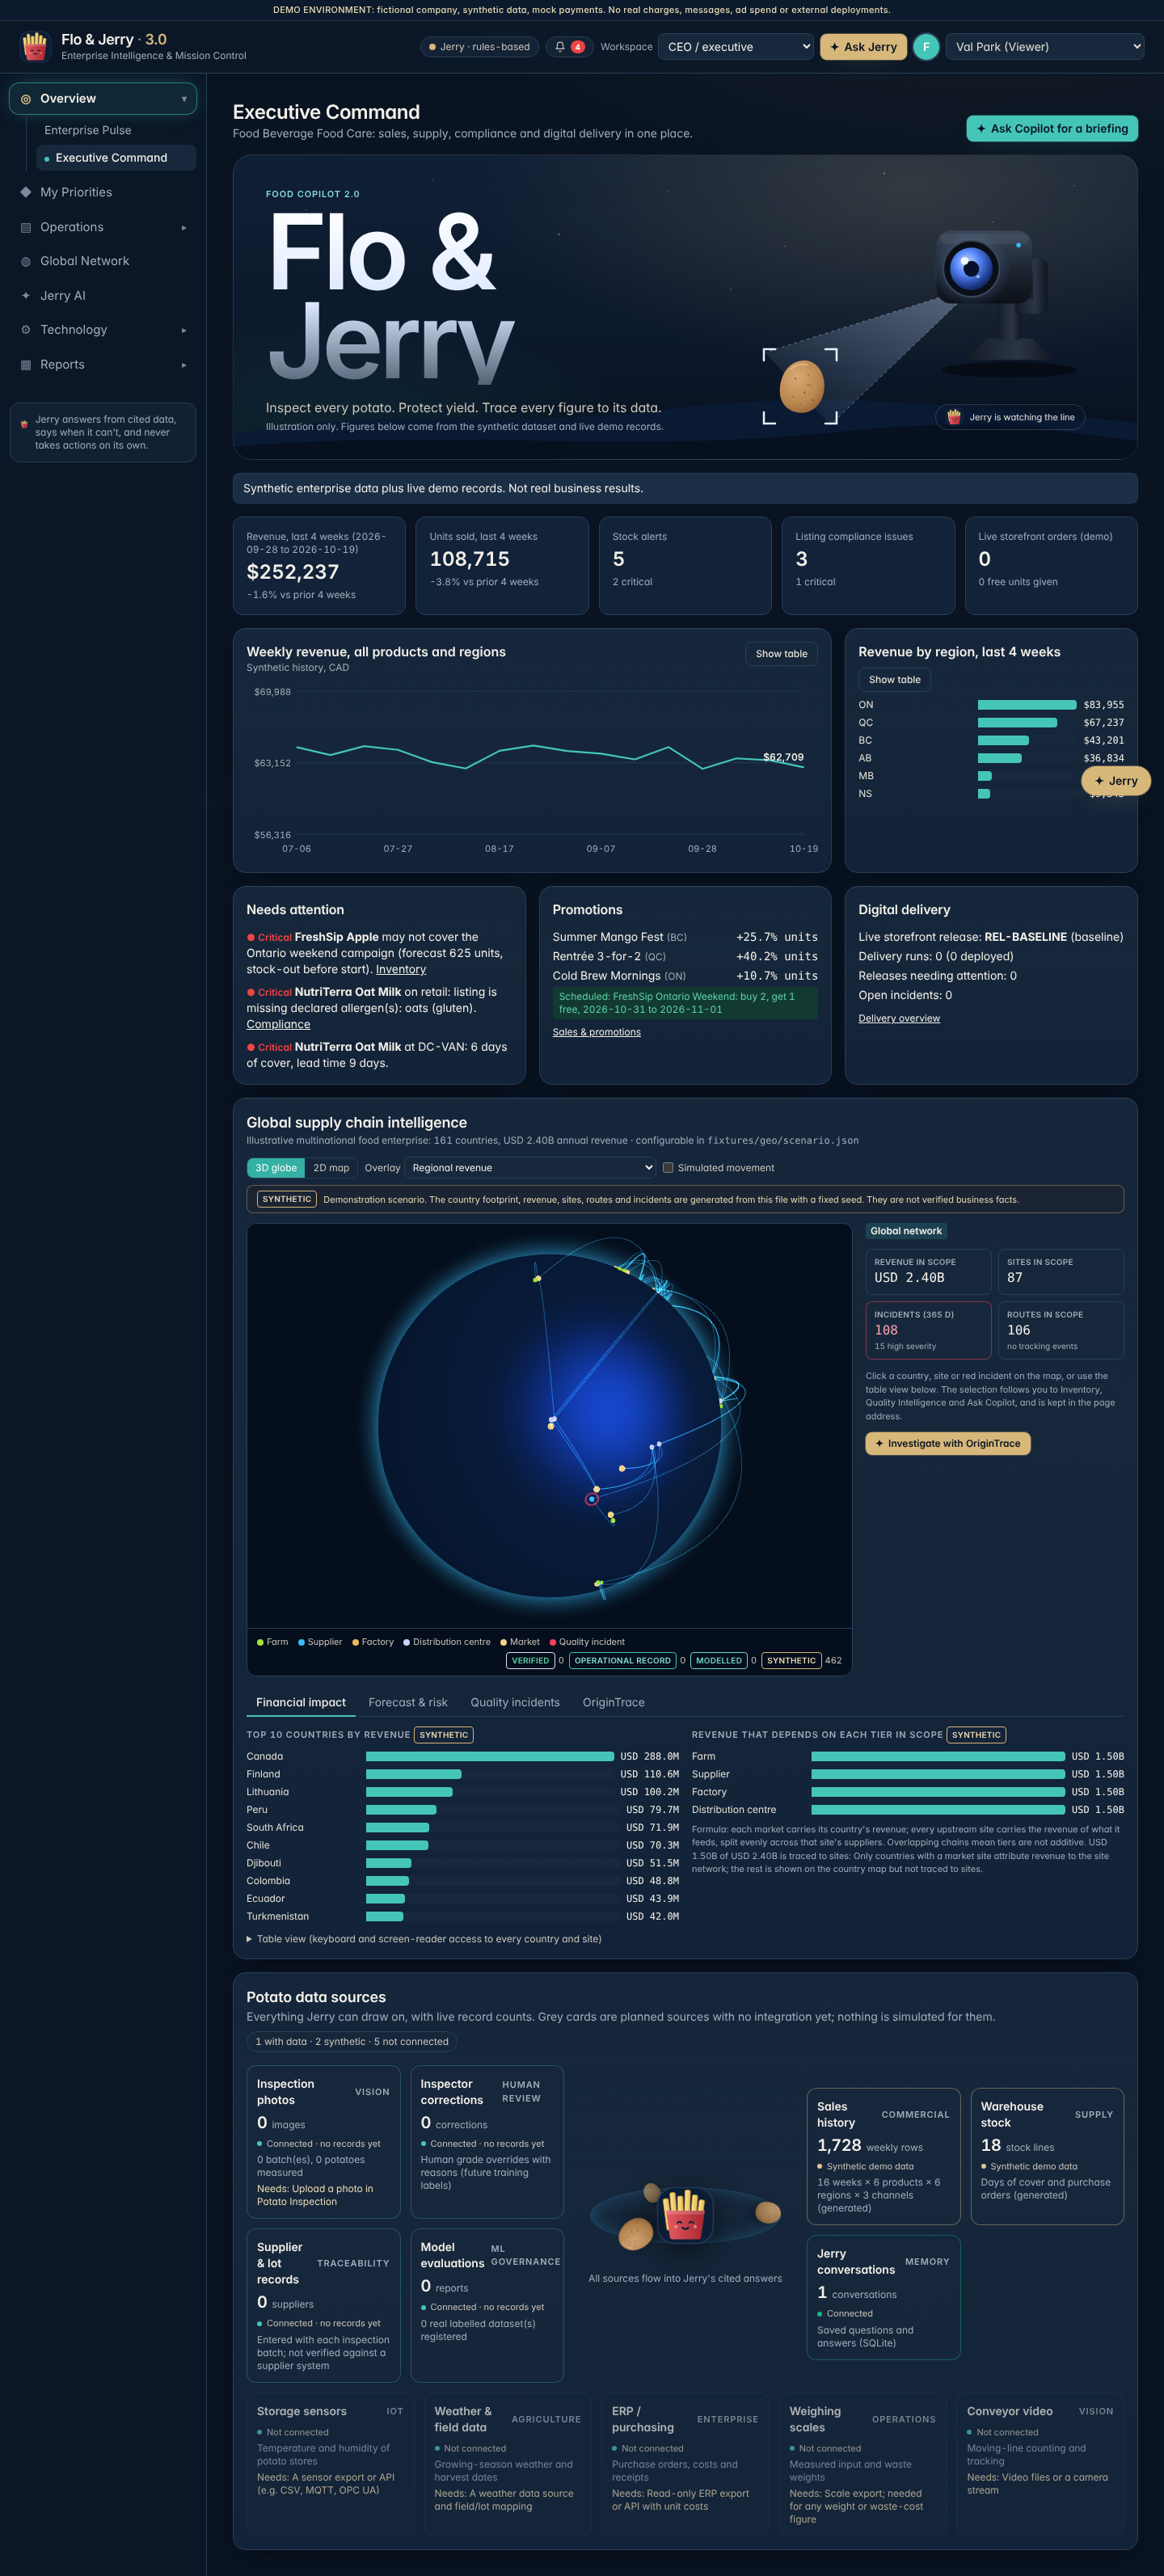 DEMO ENVIRONMENT: fictional company, synthetic data, mock payments. No real charges, messages, ad spend or external deployments.
Flo & Jerry · 3.0
Enterprise Intelligence & Mission Control
Jerry · rules-based
4
Workspace
CEO / executive
Ask Jerry
F
Val Park (Viewer)
Overview
Enterprise Pulse
Executive Command
My Priorities
Operations
Global Network
Jerry AI
Technology
Reports
Jerry answers from cited data,
says when it can't, and never
takes actions on its own.
Executive Command
Food Beverage Food Care: sales, supply, compliance and digital delivery in one place.
Ask Copilot for a briefing
FOOD COPILOT 2.0
Flo &
Jerry
Inspect every potato. Protect yield. Trace every figure to its data.
Illustration only. Figures below come from the synthetic dataset and live demo records.
Jerry is watching the line
Synthetic enterprise data plus live demo records. Not real business results.
Revenue, last 4 weeks (2026-
09-28 to 2026-10-19)
$252,237
-1.6% vs prior 4 weeks
Units sold, last 4 weeks
108,715
-3.8% vs prior 4 weeks
Stock alerts
5
2 critical
Listing compliance issues
3
1 critical
Live storefront orders (demo)
0
0 free units given
Weekly revenue, all products and regions
Synthetic history, CAD
Show table
$69,988
$63,152
$56,316
$62,709
07-06
07-27
08-17
09-07
09-28
10-19
Revenue by region, last 4 weeks
Show table
ON $83,955
QC $67,237
BC $43,201
AB $36,834
MB
NS
Jerry
Needs attention
Critical FreshSip Apple may not cover the
Ontario weekend campaign (forecast 625 units,
stock-out before start). Inventory
Critical NutriTerra Oat Milk on retail: listing is
missing declared allergen(s): oats (gluten).
Compliance
Critical NutriTerra Oat Milk at DC-VAN: 6 days
of cover, lead time 9 days.
Promotions
Summer Mango Fest (BC) +25.7% units
Rentrée 3-for-2 (QC) +40.2% units
Cold Brew Mornings (ON) +10.7% units
Scheduled: FreshSip Ontario Weekend: buy 2, get 1
free, 2026-10-31 to 2026-11-01
Sales & promotions
Digital delivery
Live storefront release: REL-BASELINE (baseline)
Delivery runs: 0 (0 deployed)
Releases needing attention: 0
Open incidents: 0
Delivery overview
Global supply chain intelligence
Illustrative multinational food enterprise: 161 countries, USD 2.40B annual revenue · configurable in fixtures/geo/scenario.json
3D globe
2D map
Overlay
Regional revenue
Simulated movement
SYNTHETIC Demonstration scenario. The country footprint, revenue, sites, routes and incidents are generated from this file with a fixed seed. They are not verified business facts.
Global network
REVENUE IN SCOPE
USD 2.40B
SITES IN SCOPE
87
INCIDENTS (365 D)
108
15 high severity
ROUTES IN SCOPE
106
no tracking events
Click a country, site or red incident on the map, or use the
table view below. The selection follows you to Inventory,
Quality Intelligence and Ask Copilot, and is kept in the page
address.
Investigate with OriginTrace
Farm
Supplier
Factory
Distribution centre
Market
Quality incident
VERIFIED 0 OPERATIONAL RECORD 0 MODELLED 0 SYNTHETIC 462
Financial impact
Forecast & risk
Quality incidents
OriginTrace
TOP 10 COUNTRIES BY REVENUE SYNTHETIC
Canada USD 288.0M
Finland USD 110.6M
Lithuania USD 100.2M
Peru USD 79.7M
South Africa USD 71.9M
Chile USD 70.3M
Djibouti USD 51.5M
Colombia USD 48.8M
Ecuador USD 43.9M
Turkmenistan USD 42.0M
REVENUE THAT DEPENDS ON EACH TIER IN SCOPE SYNTHETIC
Farm USD 1.50B
Supplier USD 1.50B
Factory USD 1.50B
Distribution centre USD 1.50B
Formula: each market carries its country's revenue; every upstream site carries the revenue of what it
feeds, split evenly across that site's suppliers. Overlapping chains mean tiers are not additive. USD
1.50B of USD 2.40B is traced to sites: Only countries with a market site attribute revenue to the site
network; the rest is shown on the country map but not traced to sites.
Table view (keyboard and screen-reader access to every country and site)
Potato data sources
Everything Jerry can draw on, with live record counts. Grey cards are planned sources with no integration yet; nothing is simulated for them.
1 with data · 2 synthetic · 5 not connected
Inspection
photos
VISION
0 images
Connected · no records yet
0 batch(es), 0 potatoes
measured
Needs: Upload a photo in
Potato Inspection
Inspector
corrections
HUMAN
REVIEW
0 corrections
Connected · no records yet
Human grade overrides with
reasons (future training
labels)
Supplier
& lot
records
TRACEABILITY
0 suppliers
Connected · no records yet
Entered with each inspection
batch; not verified against a
supplier system
Model
evaluations
ML
GOVERNANCE
0 reports
Connected · no records yet
0 real labelled dataset(s)
registered
All sources flow into Jerry's cited answers
Sales
history
COMMERCIAL
1,728 weekly rows
Synthetic demo data
16 weeks × 6 products × 6
regions × 3 channels
(generated)
Warehouse
stock
SUPPLY
18 stock lines
Synthetic demo data
Days of cover and purchase
orders (generated)
Jerry
conversations
MEMORY
1 conversations
Connected
Saved questions and
answers (SQLite)
Storage sensors
IOT
Not connected
Temperature and humidity of
potato stores
Needs: A sensor export or API
(e.g. CSV, MQTT, OPC UA)
Weather &
field data
AGRICULTURE
Not connected
Growing-season weather and
harvest dates
Needs: A weather data source
and field/lot mapping
ERP /
purchasing
ENTERPRISE
Not connected
Purchase orders, costs and
receipts
Needs: Read-only ERP export
or API with unit costs
Weighing
scales
OPERATIONS
Not connected
Measured input and waste
weights
Needs: Scale export; needed
for any weight or waste-cost
figure
Conveyor video
VISION
Not connected
Moving-line counting and
tracking
Needs: Video files or a camera
stream